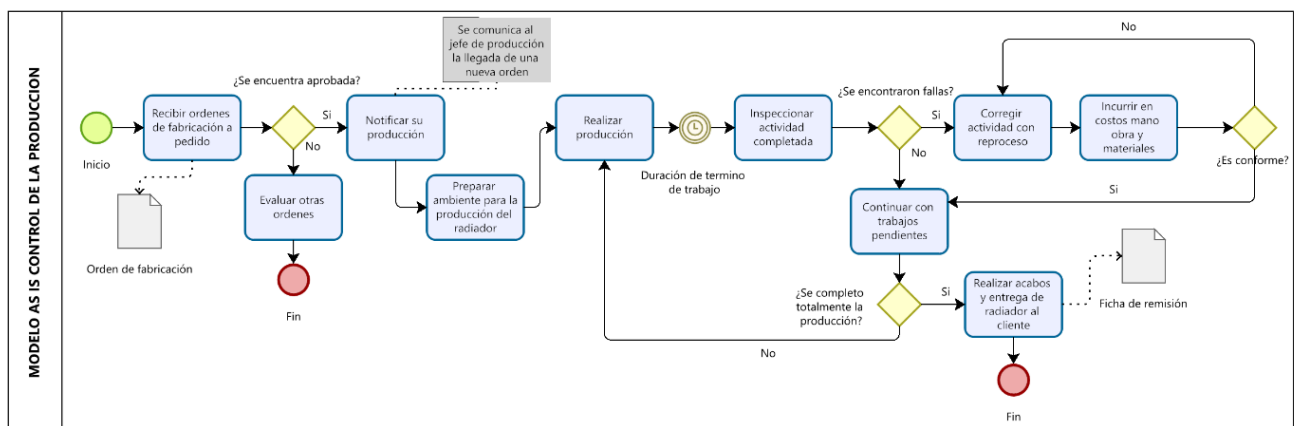 MODELO AS IS CONTROL DE LA PRODUCCION
Inicio
Recibir ordenes
de fabricación a
pedido
Orden de fabricación
¿Se encuentra aprobada?
Si
No
Evaluar otras
ordenes
Fin
Notificar su
producción
Se comunica al
jefe de producción
la llegada de una
nueva orden
Preparar
ambiente para la
producción del
radiador
Realizar
producción
Duración de termino
de trabajo
Inspeccionar
actividad
completada
¿Se encontraron fallas?
Si
No
Corregir
actividad con
reproceso
Incurrir en
costos mano
obra y
materiales
No
¿Es conforme?
Si
Continuar con
trabajos
pendientes
¿Se completo
totalmente la
producción?
Si
No
Realizar acabos
y entrega de
radiador al
cliente
Ficha de remisión
Fin